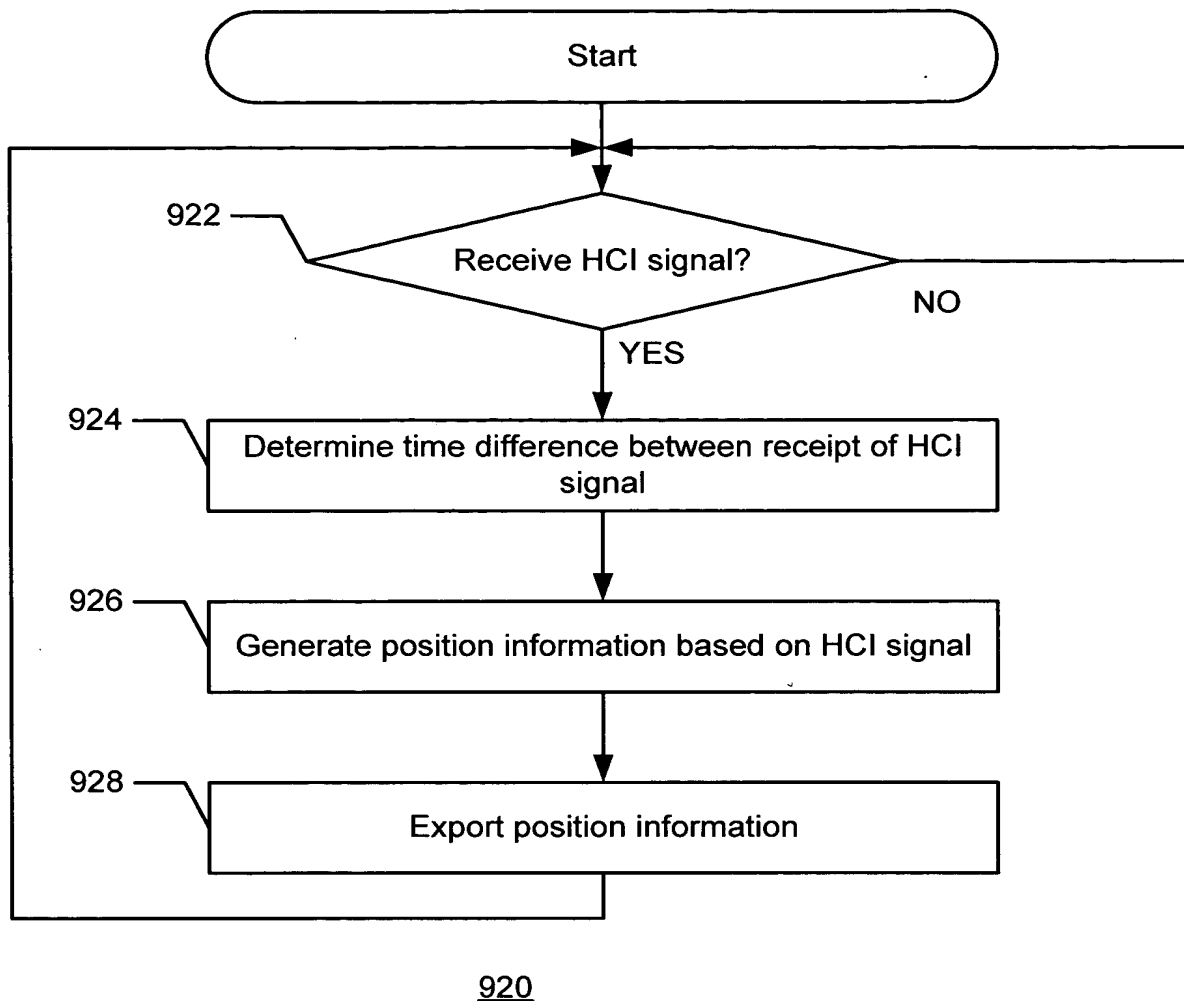 Start
922
Receive HCI signal?
NO
YES
924
Determine time difference between receipt of HCI
signal
926
Generate position information based on HCI signal
928
Export position information
920